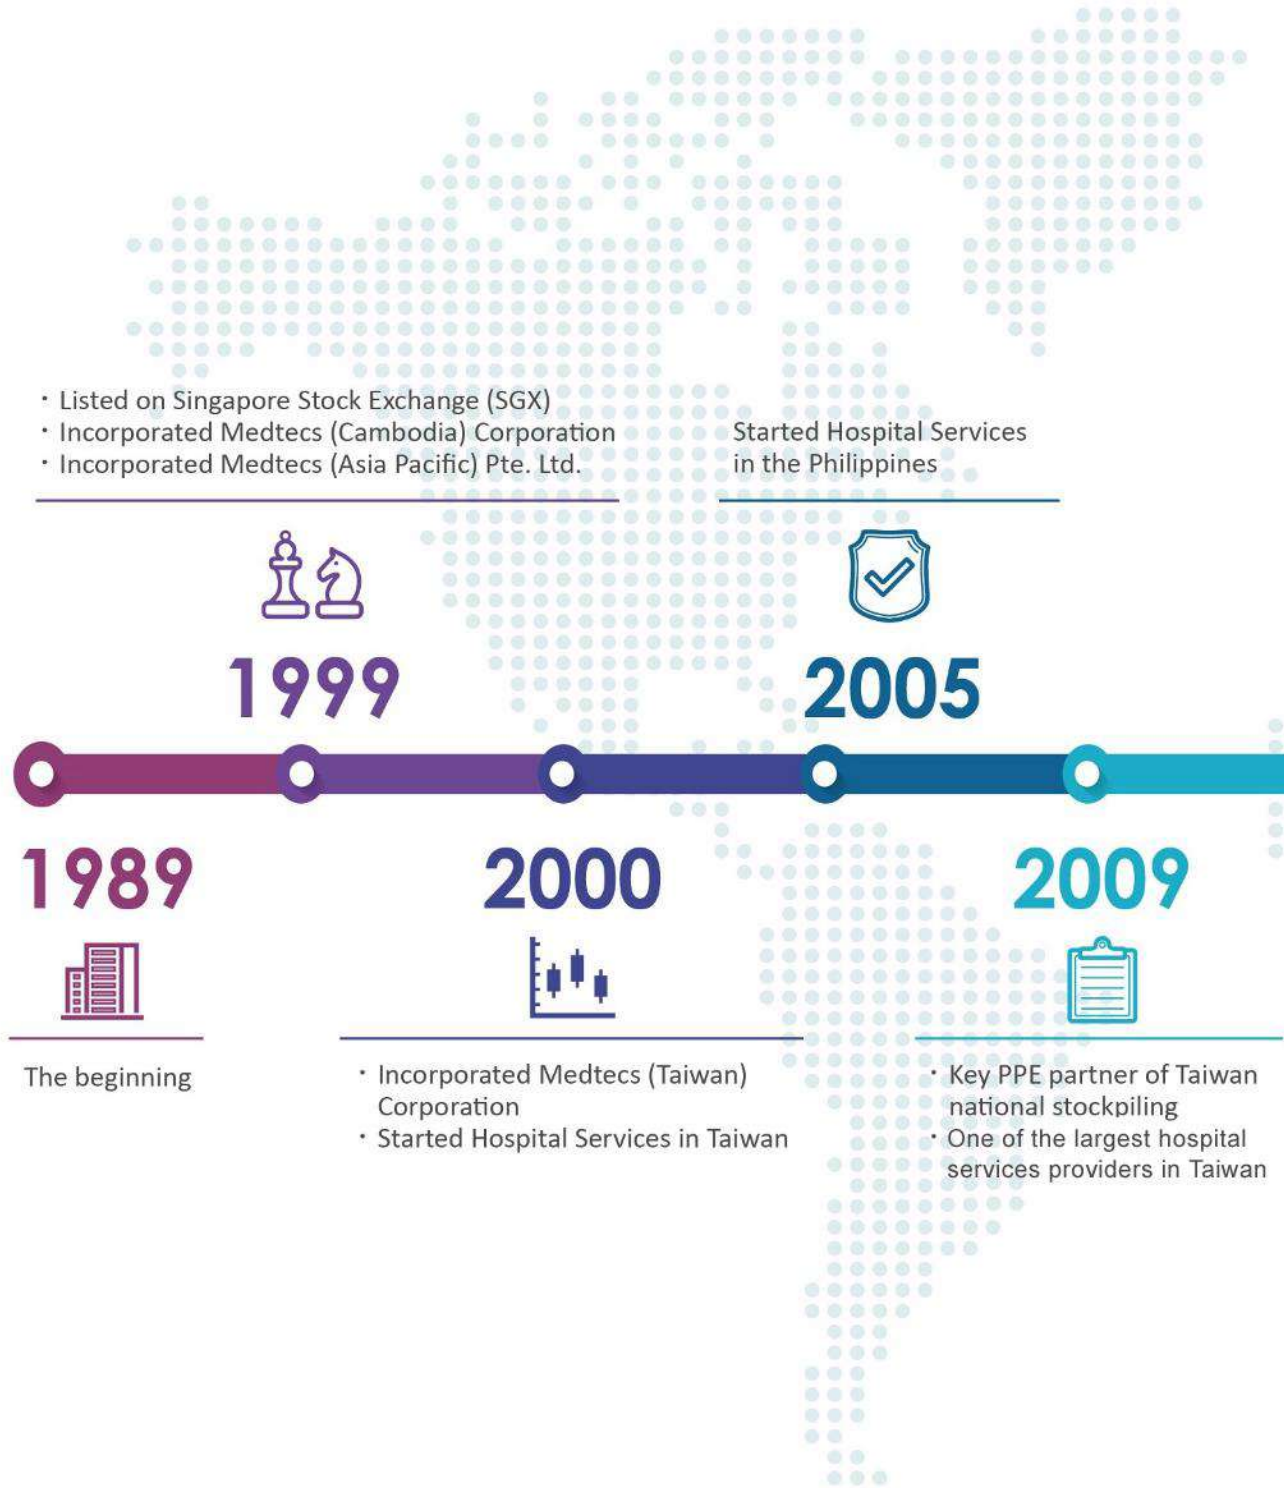 · Listed on Singapore Stock Exchange (SGX)
· Incorporated Medtecs (Cambodia) Corporation
· Incorporated Medtecs (Asia Pacific) Pte. Ltd.
Started Hospital Services
in the Philippines
1999
2005
1989
2000
2009
The beginning
· Incorporated Medtecs (Taiwan)
Corporation
· Started Hospital Services in Taiwan
· Key PPE partner of Taiwan
national stockpiling
· One of the largest hospital
services providers in Taiwan